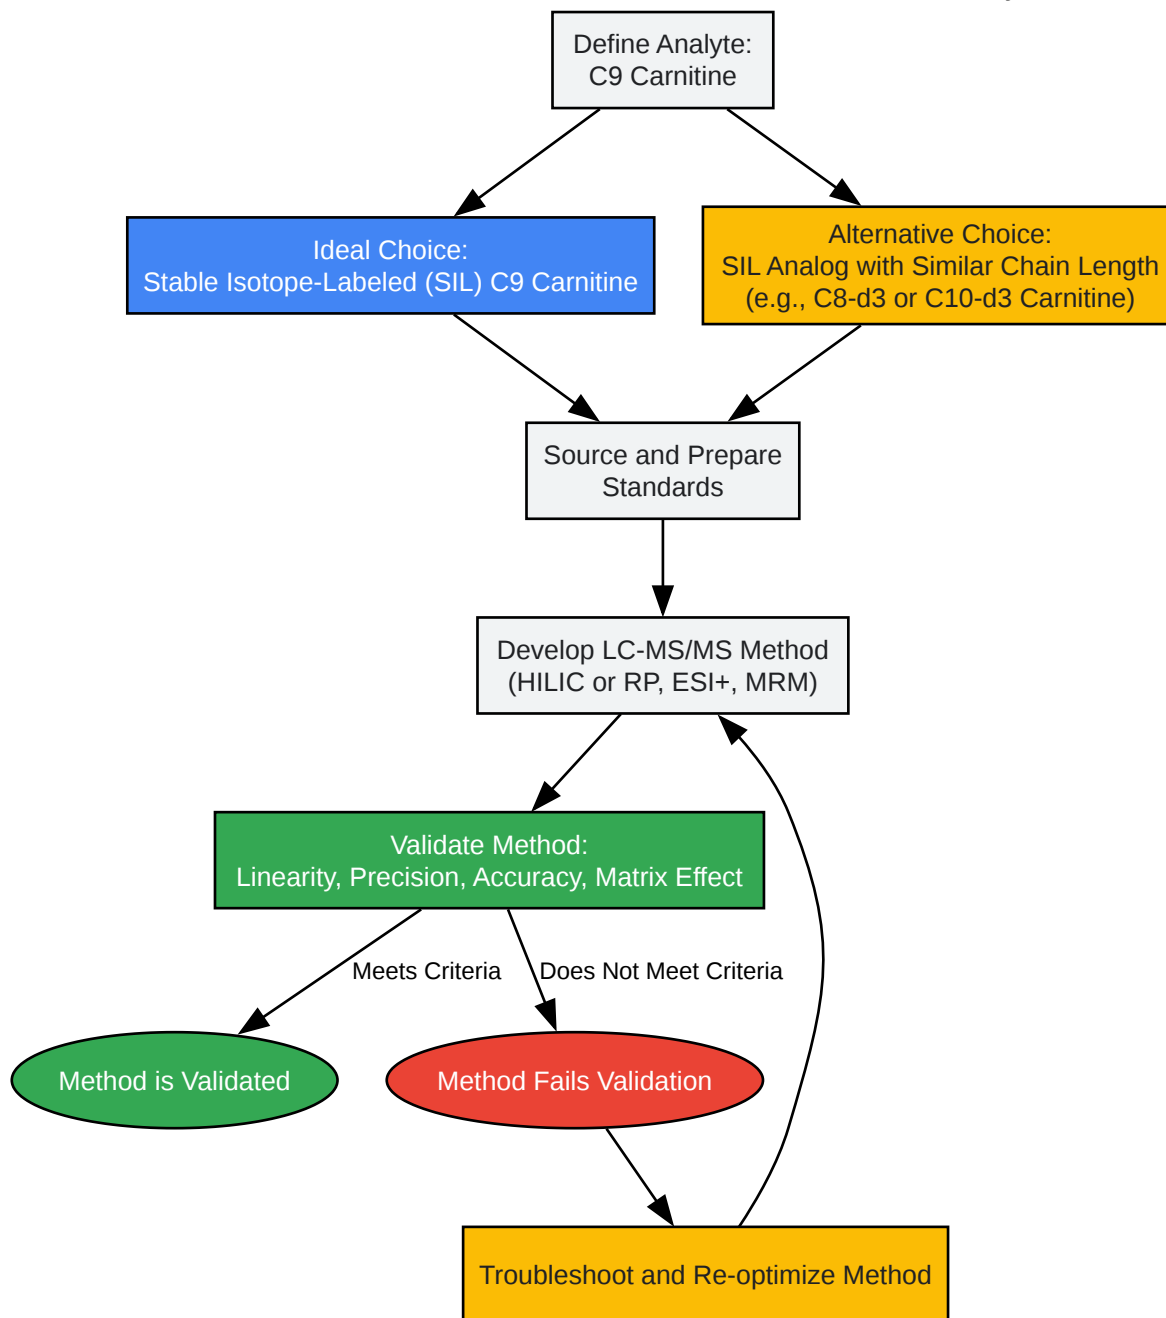 Define Analyte:
C9 Carnitine
Ideal Choice:
Stable Isotope-Labeled (SIL) C9 Carnitine
Alternative Choice:
SIL Analog with Similar Chain Length
(e.g., C8-d3 or C10-d3 Carnitine)
Source and Prepare
Standards
Develop LC-MS/MS Method
(HILIC or RP, ESI+, MRM)
Validate Method:
Linearity, Precision, Accuracy, Matrix Effect
Meets Criteria
Does Not Meet Criteria
Method is Validated
Method Fails Validation
Troubleshoot and Re-optimize Method